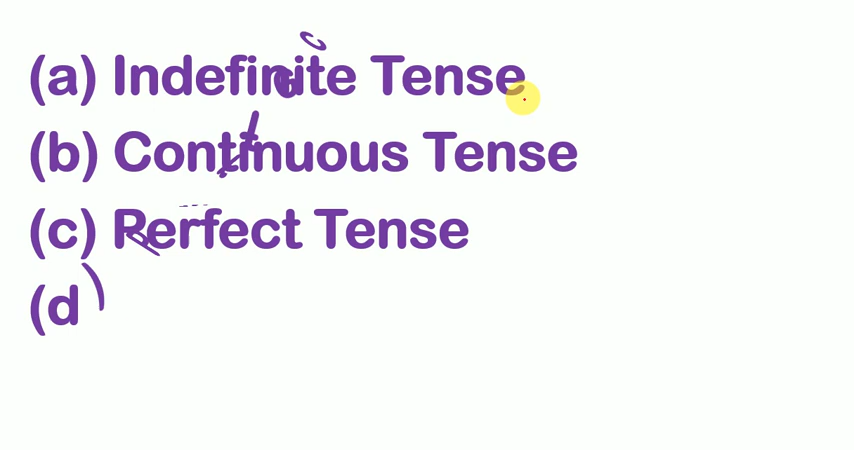 (a) Indefinite Tense
(b) Continuous Tense
(c) Perfect Tense
(d)